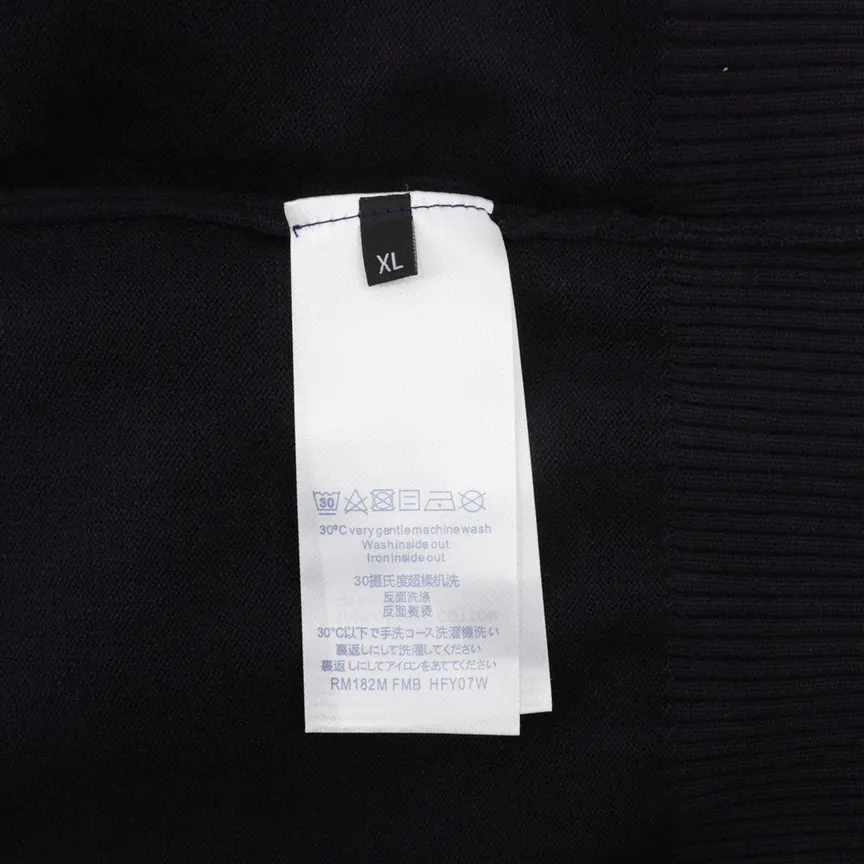 XL
30
30°C very gentle machine wash
Wash inside out
Iron inside out
30摄氏度超柔机洗
反面洗涤
反面熨烫
30℃以下で手洗コース洗濯機洗い
裏返しにして洗濯してください
裏返しにしてアイロンをあててください
RM182M FMB HFY07W